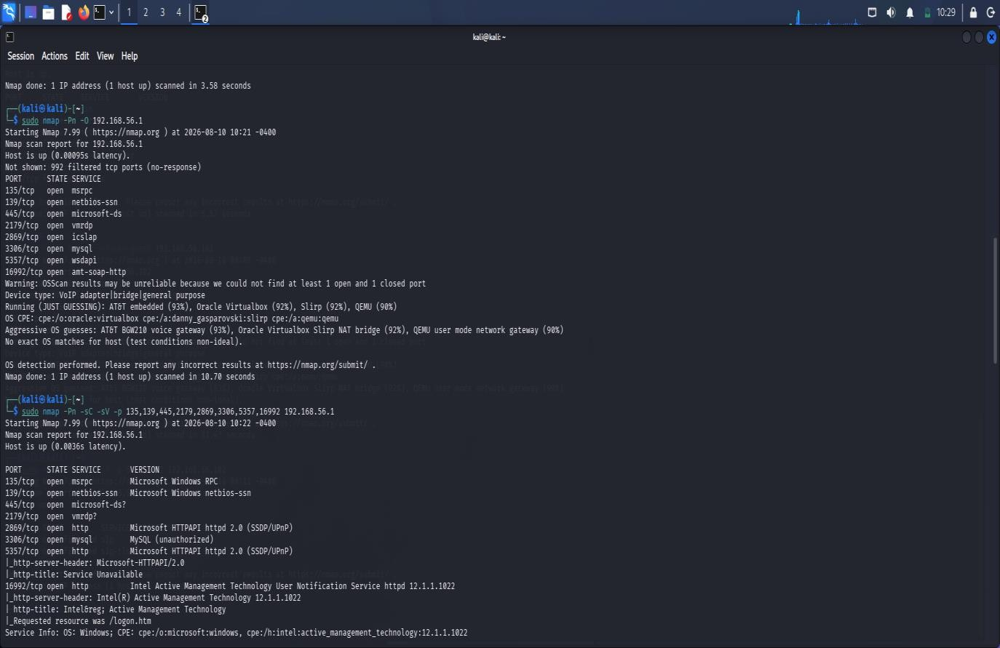 1 2 3 4 2 10:29
kali@kali: ~
Session Actions Edit View Help
Nmap done: 1 IP address (1 host up) scanned in 3.58 seconds
┌──(kali㉿kali)-[~]
└─$ sudo nmap -Pn -O 192.168.56.1
Starting Nmap 7.99 ( https://nmap.org ) at 2026-08-10 10:21 -0400
Nmap scan report for 192.168.56.1
Host is up (0.00095s latency).
Not shown: 992 filtered tcp ports (no-response)
PORT STATE SERVICE
135/tcp open msrpc
139/tcp open netbios-ssn
445/tcp open microsoft-ds
2179/tcp open vmrdp
2869/tcp open icslap
3306/tcp open mysql
5357/tcp open wsdapi
16992/tcp open amt-soap-http
Warning: OSScan results may be unreliable because we could not find at least 1 open and 1 closed port
Device type: VoIP adapter|bridge|general purpose
Running (JUST GUESSING): AT&T embedded (93%), Oracle Virtualbox (92%), Slirp (92%), QEMU (90%)
OS CPE: cpe:/o:oracle:virtualbox cpe:/a:danny_gasparovski:slirp cpe:/a:qemu:qemu
Aggressive OS guesses: AT&T BGW210 voice gateway (93%), Oracle Virtualbox Slirp NAT bridge (92%), QEMU user mode network gateway (90%)
No exact OS matches for host (test conditions non-ideal).
OS detection performed. Please report any incorrect results at https://nmap.org/submit/ .
Nmap done: 1 IP address (1 host up) scanned in 10.70 seconds
┌──(kali㉿kali)-[~]
└─$ sudo nmap -Pn -sC -sV -p 135,139,445,2179,2869,3306,5357,16992 192.168.56.1
Starting Nmap 7.99 ( https://nmap.org ) at 2026-08-10 10:22 -0400
Nmap scan report for 192.168.56.1
Host is up (0.0036s latency).
PORT STATE SERVICE VERSION
135/tcp open msrpc Microsoft Windows RPC
139/tcp open netbios-ssn Microsoft Windows netbios-ssn
445/tcp open microsoft-ds?
2179/tcp open vmrdp?
2869/tcp open http Microsoft HTTPAPI httpd 2.0 (SSDP/UPnP)
3306/tcp open mysql MySQL (unauthorized)
5357/tcp open http Microsoft HTTPAPI httpd 2.0 (SSDP/UPnP)
|_http-server-header: Microsoft-HTTPAPI/2.0
|_http-title: Service Unavailable
16992/tcp open http Intel Active Management Technology User Notification Service httpd 12.1.1.1022
|_http-server-header: Intel(R) Active Management Technology 12.1.1.1022
| http-title: Intel&reg; Active Management Technology
|_Requested resource was /logon.htm
Service Info: OS: Windows; CPE: cpe:/o:microsoft:windows, cpe:/h:intel:active_management_technology:12.1.1.1022